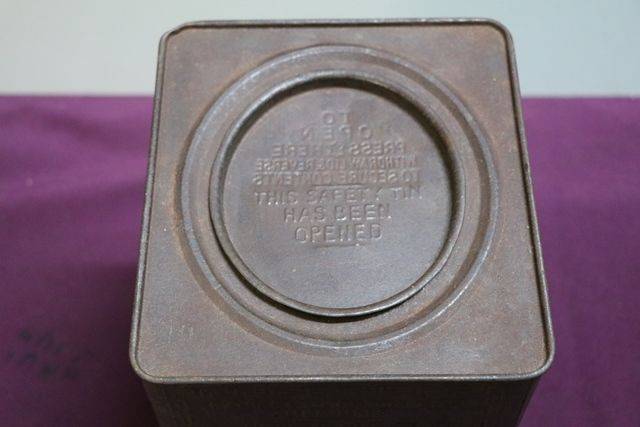 TO
OPEN
PRESS HERE
WITHDRAW LID REVERSE
TO SECURE CONTENTS
THIS SAFETY TIN
HAS BEEN
OPENED